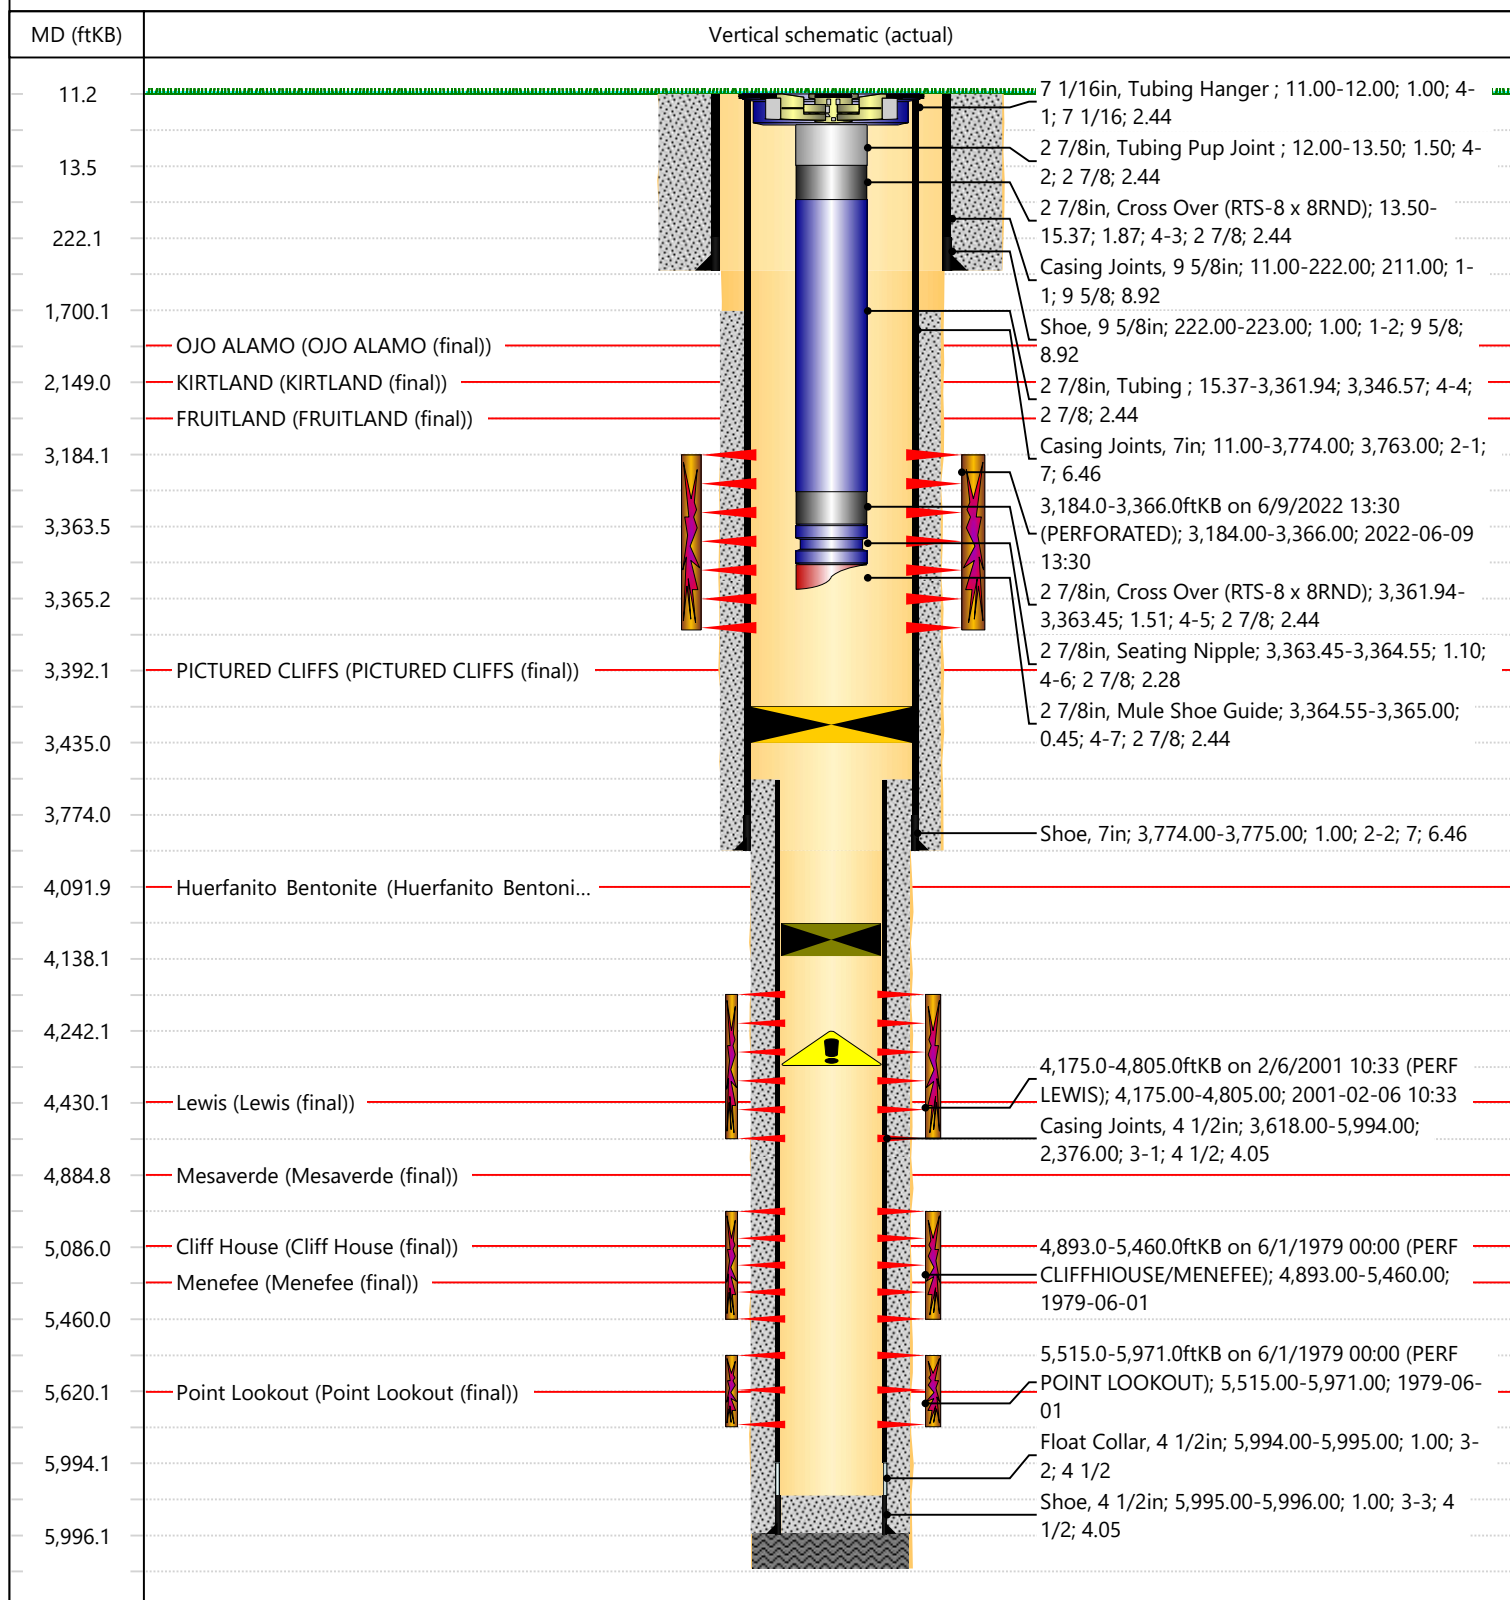 MD (ftKB)
Vertical schematic (actual)
11.2
13.5
222.1
1,700.1
2,149.0
3,184.1
3,363.5
3,365.2
3,392.1
3,435.0
3,774.0
4,091.9
4,138.1
4,242.1
4,430.1
4,884.8
5,086.0
5,460.0
5,620.1
5,994.1
5,996.1
OJO ALAMO (OJO ALAMO (final))
KIRTLAND (KIRTLAND (final))
FRUITLAND (FRUITLAND (final))
PICTURED CLIFFS (PICTURED CLIFFS (final))
Huerfanito Bentonite (Huerfanito Bentoni...
Lewis (Lewis (final))
Mesaverde (Mesaverde (final))
Cliff House (Cliff House (final))
Menefee (Menefee (final))
Point Lookout (Point Lookout (final))
7 1/16in, Tubing Hanger ; 11.00-12.00; 1.00; 4-
1; 7 1/16; 2.44
2 7/8in, Tubing Pup Joint ; 12.00-13.50; 1.50; 4-
2; 2 7/8; 2.44
2 7/8in, Cross Over (RTS-8 x 8RND); 13.50-
15.37; 1.87; 4-3; 2 7/8; 2.44
Casing Joints, 9 5/8in; 11.00-222.00; 211.00; 1-
1; 9 5/8; 8.92
Shoe, 9 5/8in; 222.00-223.00; 1.00; 1-2; 9 5/8;
8.92
2 7/8in, Tubing ; 15.37-3,361.94; 3,346.57; 4-4;
2 7/8; 2.44
Casing Joints, 7in; 11.00-3,774.00; 3,763.00; 2-1;
7; 6.46
3,184.0-3,366.0ftKB on 6/9/2022 13:30
(PERFORATED); 3,184.00-3,366.00; 2022-06-09
13:30
2 7/8in, Cross Over (RTS-8 x 8RND); 3,361.94-
3,363.45; 1.51; 4-5; 2 7/8; 2.44
2 7/8in, Seating Nipple; 3,363.45-3,364.55; 1.10;
4-6; 2 7/8; 2.28
2 7/8in, Mule Shoe Guide; 3,364.55-3,365.00;
0.45; 4-7; 2 7/8; 2.44
Shoe, 7in; 3,774.00-3,775.00; 1.00; 2-2; 7; 6.46
4,175.0-4,805.0ftKB on 2/6/2001 10:33 (PERF
LEWIS); 4,175.00-4,805.00; 2001-02-06 10:33
Casing Joints, 4 1/2in; 3,618.00-5,994.00;
2,376.00; 3-1; 4 1/2; 4.05
4,893.0-5,460.0ftKB on 6/1/1979 00:00 (PERF
CLIFFHIOUSE/MENEFEE); 4,893.00-5,460.00;
1979-06-01
5,515.0-5,971.0ftKB on 6/1/1979 00:00 (PERF
POINT LOOKOUT); 5,515.00-5,971.00; 1979-06-
01
Float Collar, 4 1/2in; 5,994.00-5,995.00; 1.00; 3-
2; 4 1/2
Shoe, 4 1/2in; 5,995.00-5,996.00; 1.00; 3-3; 4
1/2; 4.05